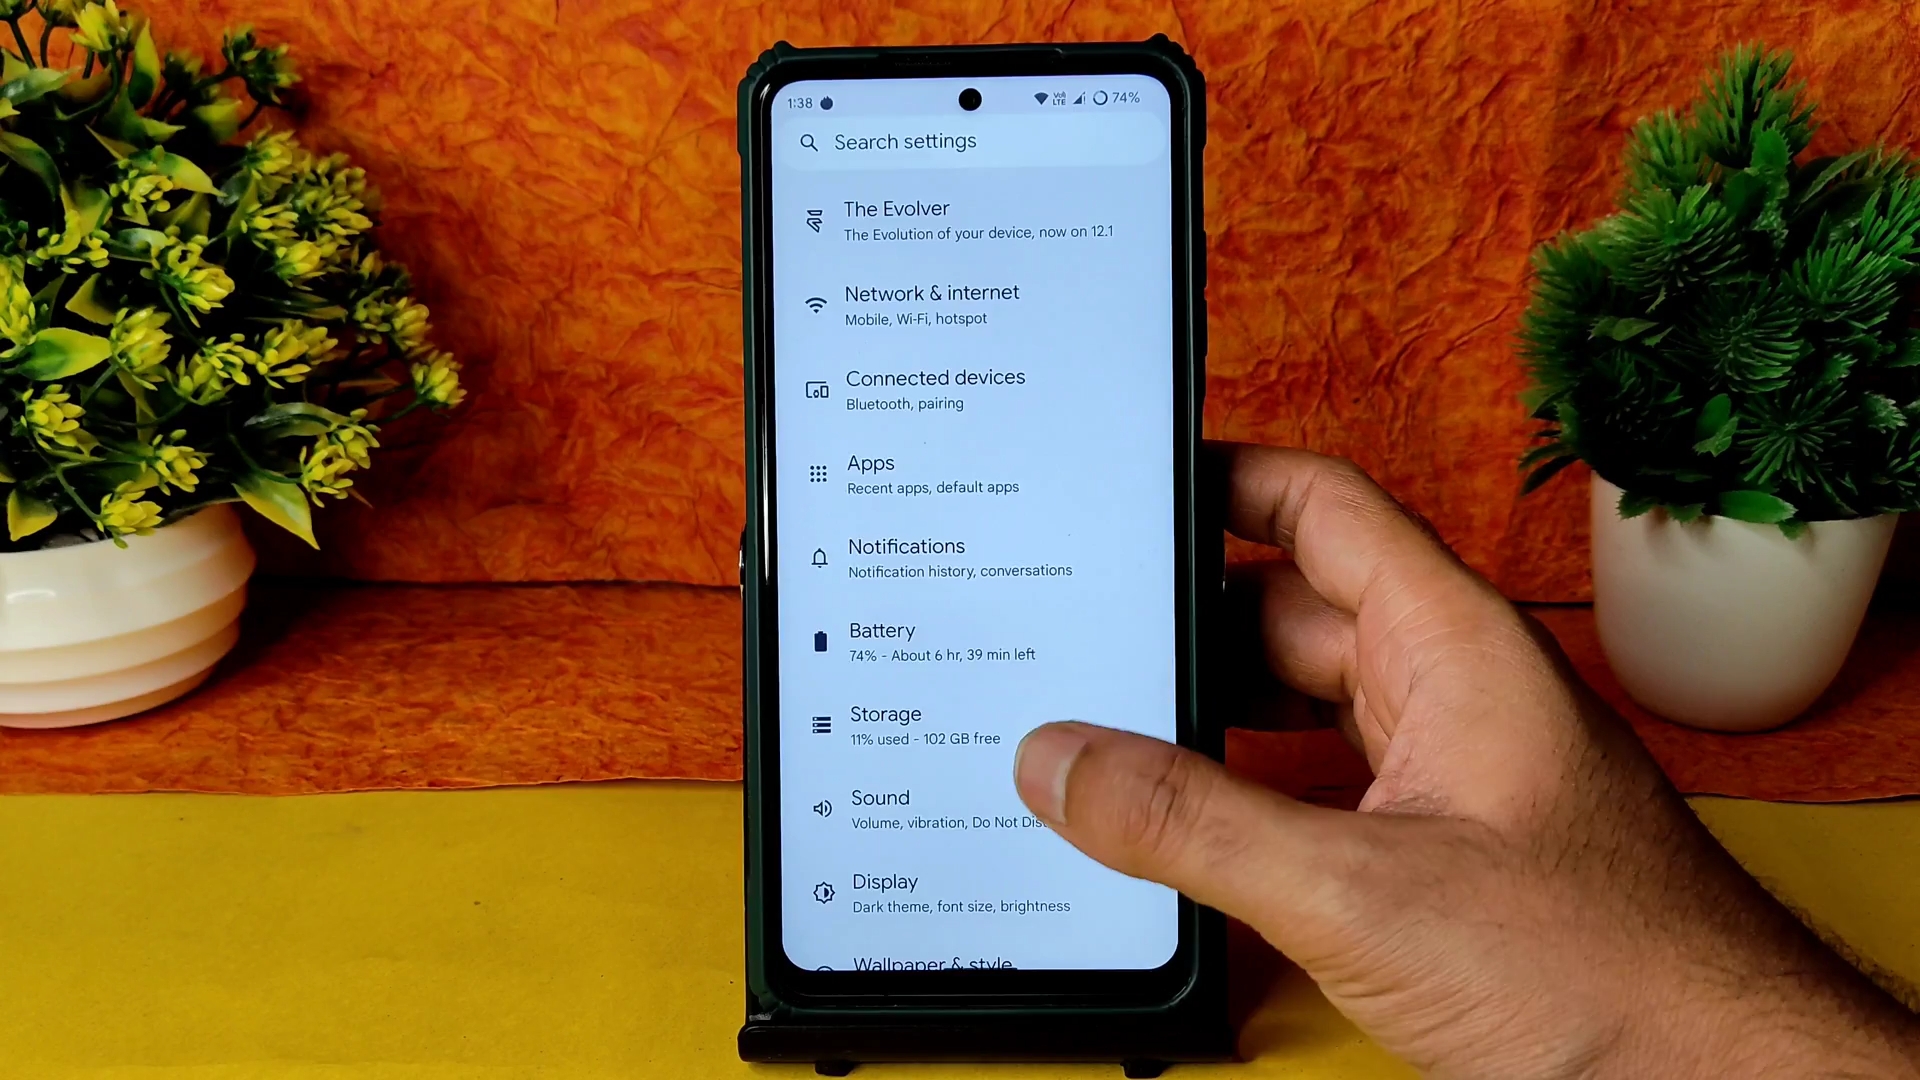 1:38
Vo))
LTE
74%
Search settings
The Evolver
The Evolution of your device, now on 12.1
Network & internet
Mobile, Wi-Fi, hotspot
Connected devices
Bluetooth, pairing
Apps
Recent apps, default apps
Notifications
Notification history, conversations
Battery
74% - About 6 hr, 39 min left
Storage
11% used - 102 GB free
Sound
Volume, vibration, Do Not
Display
Dark theme, font size, brightness
Wallpaper & style